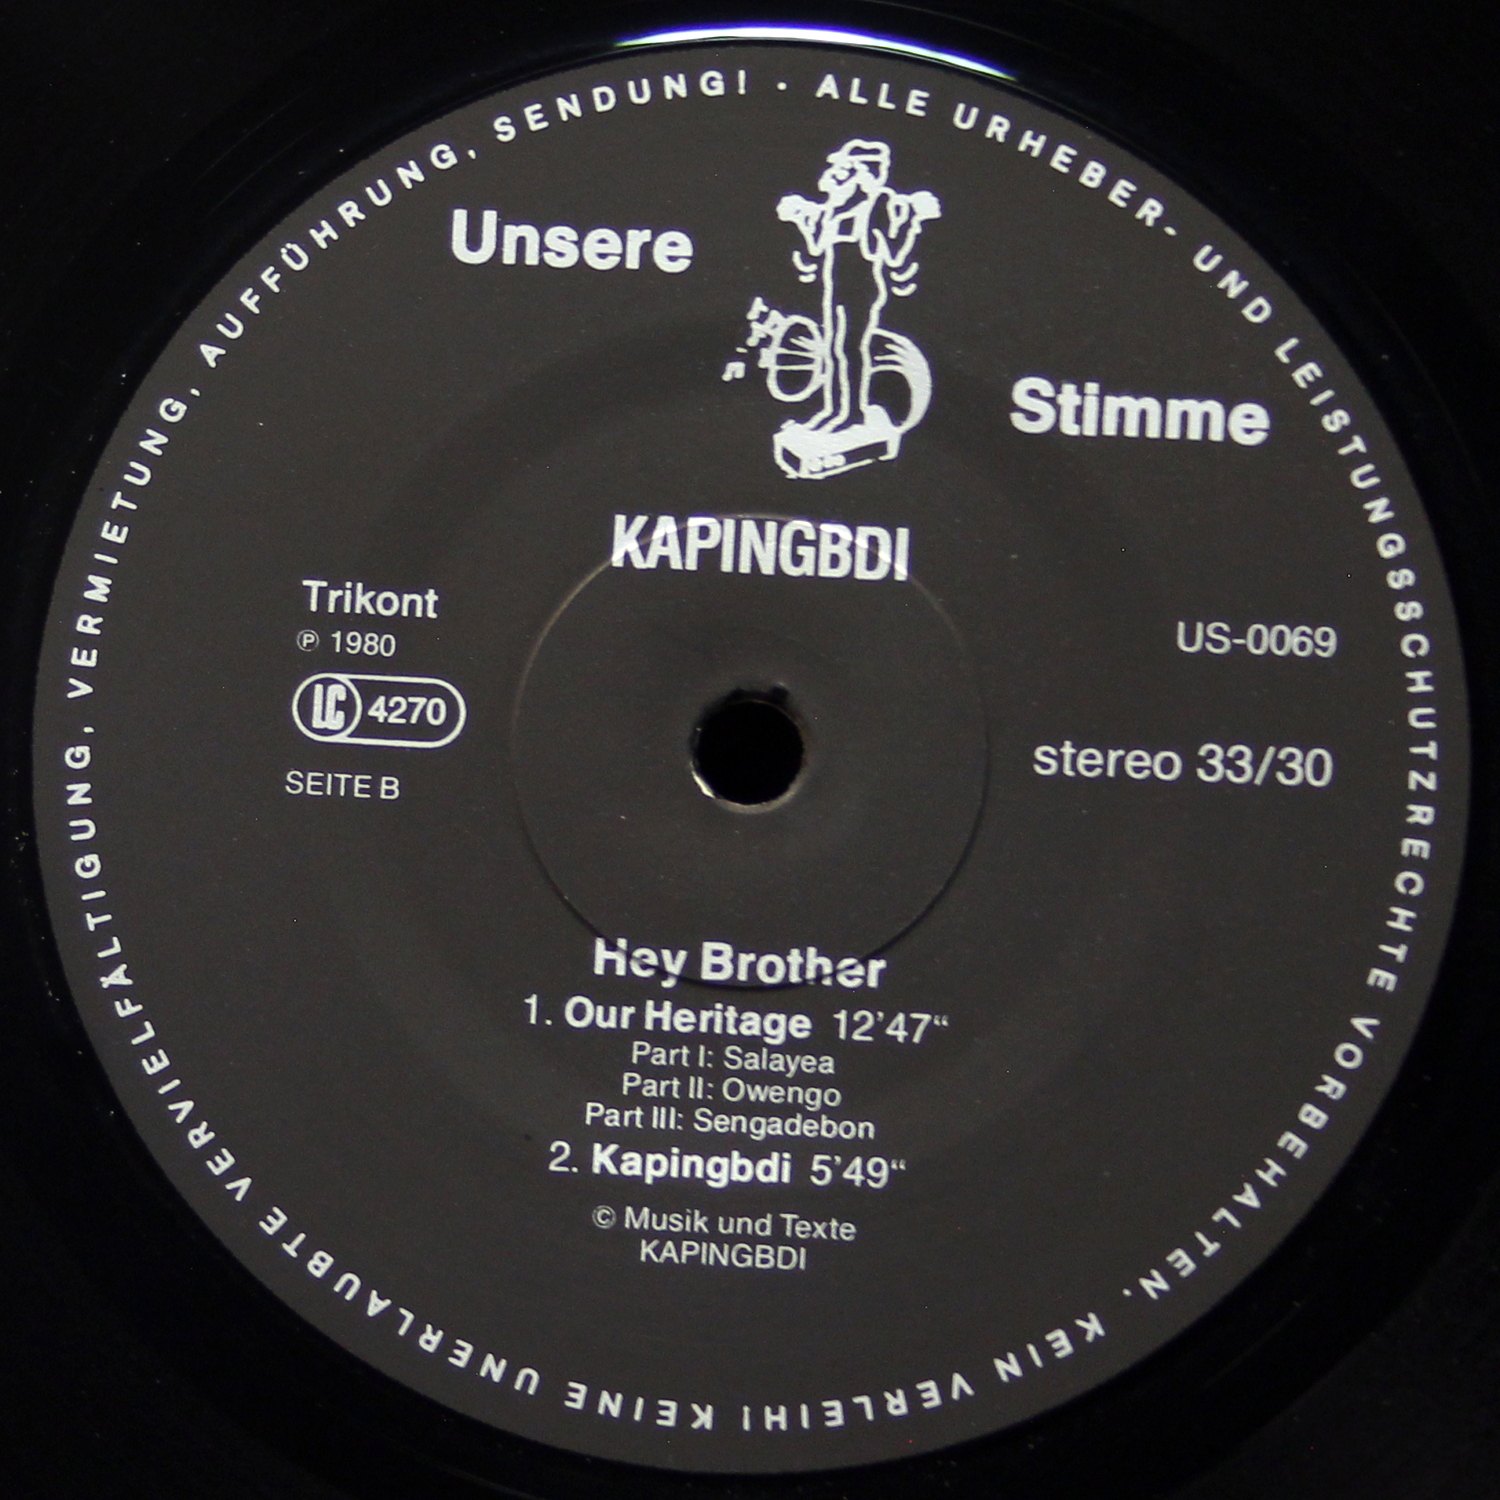 ALLE URHEBER- UND LEISTUNGSSCHUTZRECHTE VORBEHALTEN. KEIN VERLEIH! KEINE UNERLAUBTE VERVIELFÄLTIGUNG, VERMIETUNG, AUFFÜHRUNG, SENDUNG! ·
Unsere
Stimme
KAPINGBDI
Trikont
℗ 1980
LC 4270
SEITE B
US-0069
stereo 33/30
Hey Brother
1. Our Heritage 12'47“
Part I: Salayea
Part II: Owengo
Part III: Sengadebon
2. Kapingbdi 5'49“
© Musik und Texte
KAPINGBDI